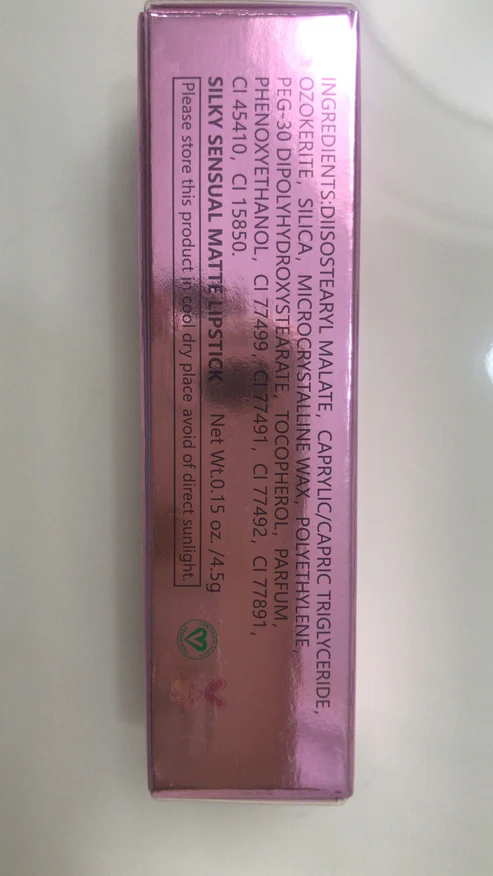 INGREDIENTS:DIISOSTEARYL MALATE, CAPRYLIC/CAPRIC TRIGLYCERIDE,
OZOKERITE, SILICA, MICROCRYSTALLINE WAX, POLYETHYLENE,
PEG-30 DIPOLYHYDROXYSTEARATE, TOCOPHEROL, PARFUM,
PHENOXYETHANOL, CI 77499, CI 77491, CI 77492, CI 77891,
CI 45410, CI 15850.
SILKY SENSUAL MATTE LIPSTICK Net Wt.0.15 oz. /4.5g
Please store this product in cool dry place avoid of direct sunlight.